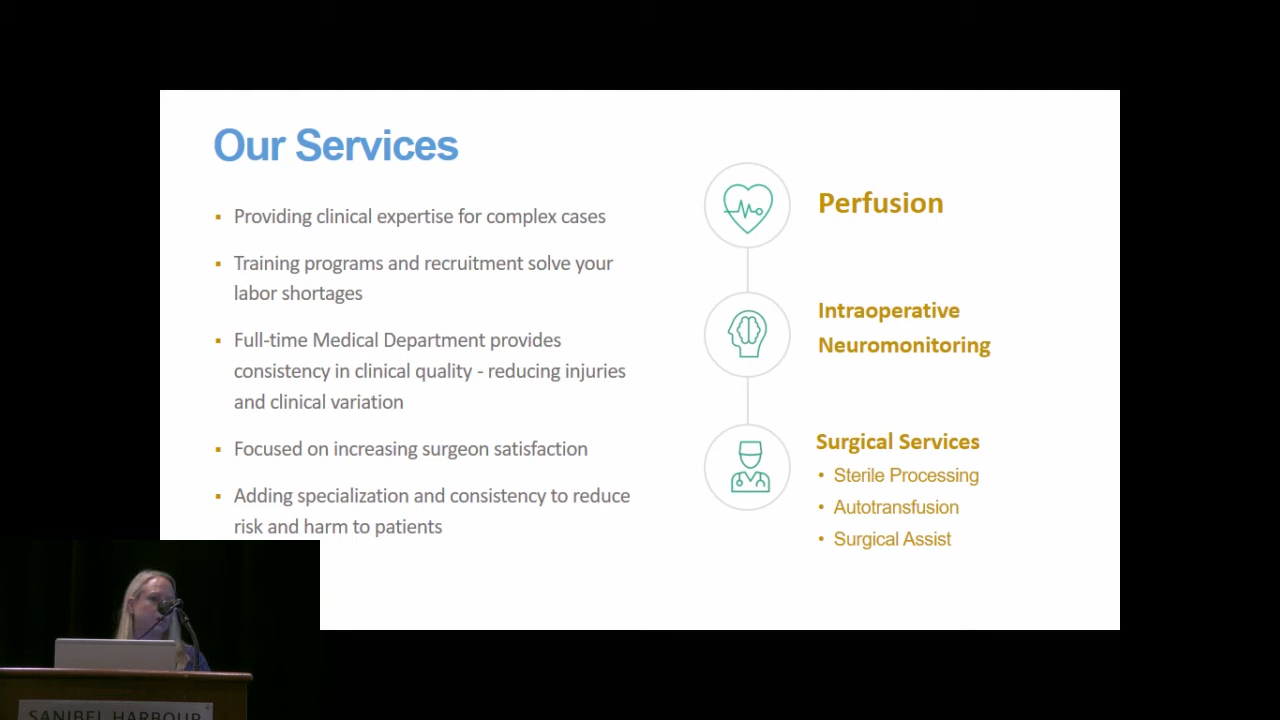 Our Services
▪ Providing clinical expertise for complex cases
▪ Training programs and recruitment solve your
labor shortages
▪ Full-time Medical Department provides
consistency in clinical quality - reducing injuries
and clinical variation
▪ Focused on increasing surgeon satisfaction
▪ Adding specialization and consistency to reduce
risk and harm to patients
Perfusion
Intraoperative
Neuromonitoring
Surgical Services
• Sterile Processing
• Autotransfusion
• Surgical Assist
SANIBEL HARBOUR